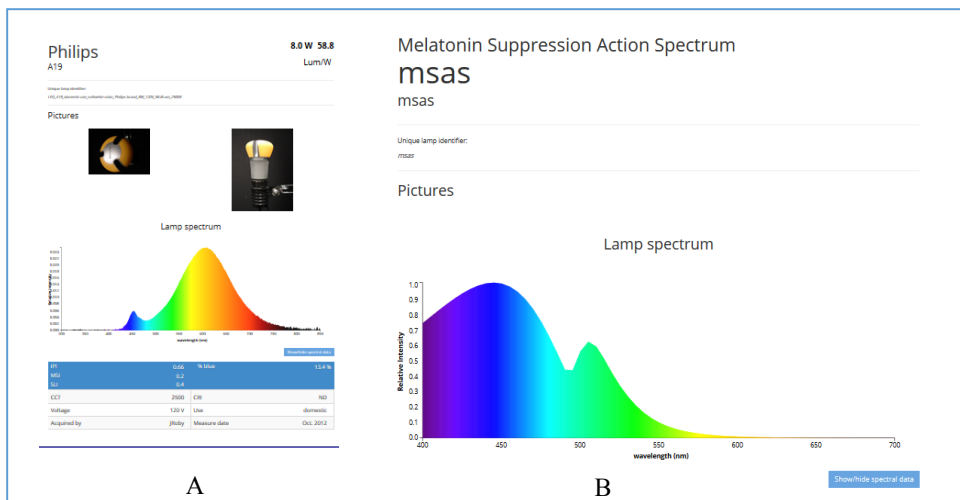 Philips
A19
8.0 W 58.8
Lum/W
Unique Lamp Identifier:
Pictures
Lamp spectrum
wavelength (nm)
Show/hide spectral data
IPI 0.66 % blue 13.4 %
MSI 0.2
SLI 0.4
CCT 2500 CRI ND
Voltage 120 V Use domestic
Acquired by JRoby Measure date Oct. 2012
A
Melatonin Suppression Action Spectrum
msas
msas
Unique lamp identifier:
msas
Pictures
Lamp spectrum
Relative Intensity
1.0
0.9
0.8
0.7
0.6
0.5
0.4
0.3
0.2
0.1
0.0
400 450 500 550 600 650 700
wavelength (nm)
Show/hide spectral data
B